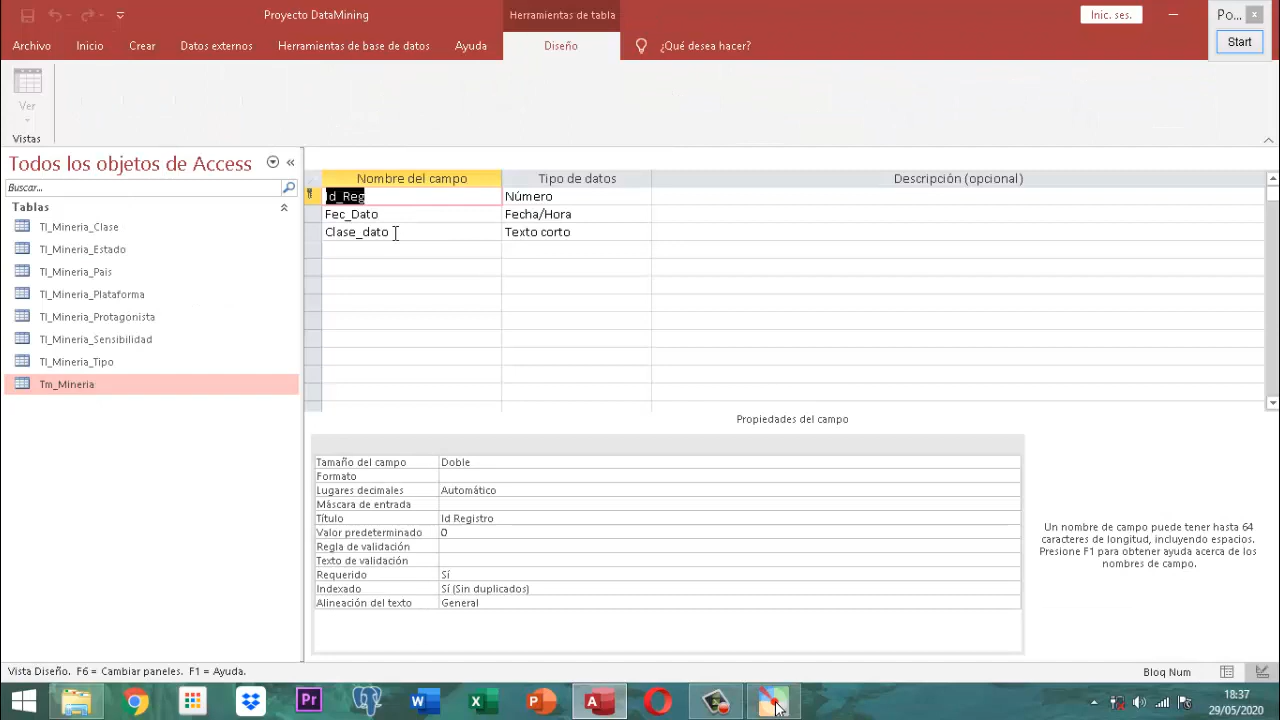 Proyecto DataMining
Herramientas de tabla
Inic. ses.
Po...
Start
Archivo Inicio Crear Datos externos Herramientas de base de datos Ayuda Diseño ¿Qué desea hacer?
Ver
Vistas
Todos los objetos de Access
Buscar...
Tablas
Tl_Mineria_Clase
Tl_Mineria_Estado
Tl_Mineria_Pais
Tl_Mineria_Plataforma
Tl_Mineria_Protagonista
Tl_Mineria_Sensibilidad
Tl_Mineria_Tipo
Tm_Mineria
Nombre del campo Tipo de datos Descripción (opcional)
Id_Reg Número
Fec_Dato Fecha/Hora
Clase_dato Texto corto
Propiedades del campo
Tamaño del campo Doble
Formato
Lugares decimales Automático
Máscara de entrada
Título Id Registro
Valor predeterminado 0
Regla de validación
Texto de validación
Requerido Sí
Indexado Sí (Sin duplicados)
Alineación del texto General
Un nombre de campo puede tener hasta 64
caracteres de longitud, incluyendo espacios.
Presione F1 para obtener ayuda acerca de los
nombres de campo.
Vista Diseño. F6 = Cambiar paneles. F1 = Ayuda.
Bloq Num
Pr
18:37
29/05/2020